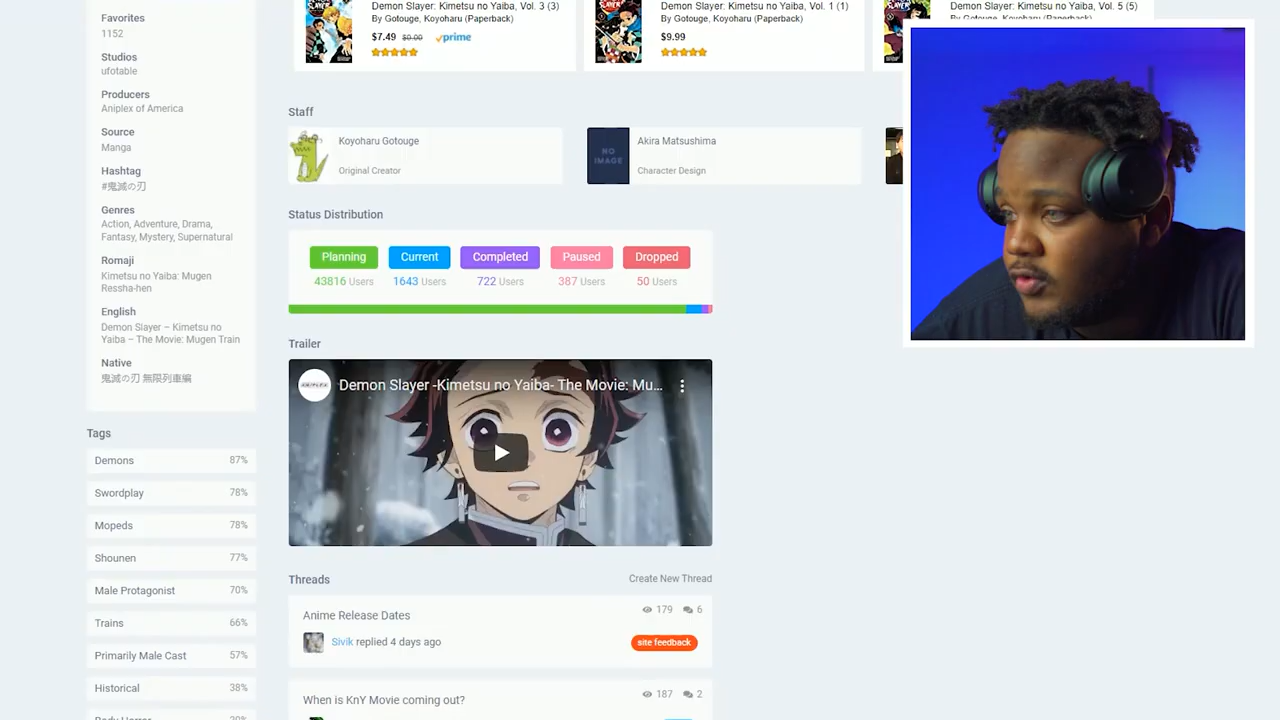 Favorites
1152
Studios
ufotable
Producers
Aniplex of America
Source
Manga
Hashtag
#鬼滅の刃
Genres
Action, Adventure, Drama,
Fantasy, Mystery, Supernatural
Romaji
Kimetsu no Yaiba: Mugen
Ressha-hen
English
Demon Slayer – Kimetsu no
Yaiba – The Movie: Mugen Train
Native
鬼滅の刃 無限列車編
Tags
Demons 87%
Swordplay 78%
Mopeds 78%
Shounen 77%
Male Protagonist 70%
Trains 66%
Primarily Male Cast 57%
Historical 38%
Demon Slayer: Kimetsu no Yaiba, Vol. 3 (3)
By Gotouge, Koyoharu (Paperback)
$7.49 $9.99 prime
Demon Slayer: Kimetsu no Yaiba, Vol. 1 (1)
By Gotouge, Koyoharu (Paperback)
$9.99
Demon Slayer: Kimetsu no Yaiba, Vol. 5 (5)
By Gotouge, Koyoharu (Paperback)
Staff
Koyoharu Gotouge
Original Creator
NO
IMAGE
Akira Matsushima
Character Design
Status Distribution
Planning Current Completed Paused Dropped
43816 Users 1643 Users 722 Users 387 Users 50 Users
Trailer
Demon Slayer -Kimetsu no Yaiba- The Movie: Mu...
Threads Create New Thread
Anime Release Dates 179 6
Sivik replied 4 days ago site feedback
When is KnY Movie coming out? 187 2